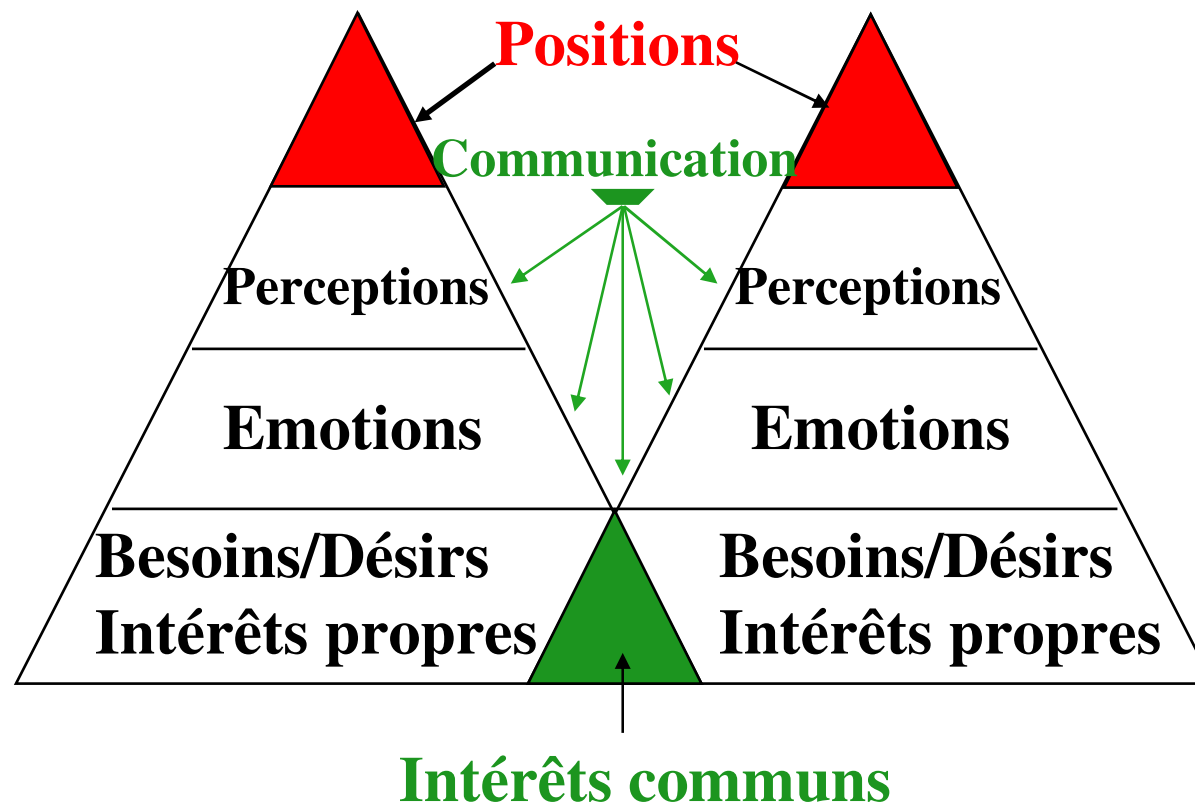 Positions
Communication
Perceptions
Perceptions
Emotions
Emotions
Besoins/Désirs
Intérêts propres
Besoins/Désirs
Intérêts propres
Intérêts communs